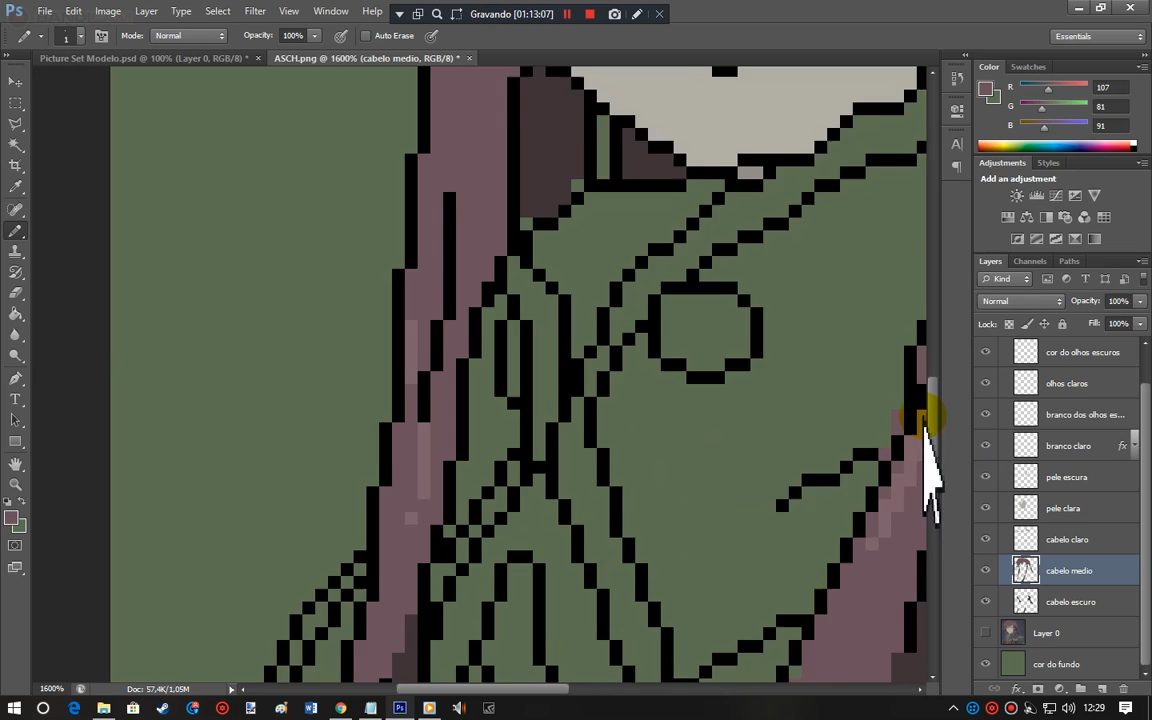 Ps File Edit Image Layer Type Select Filter 3D View Window Help
Gravando [01:13:07]
1 Mode: Normal Opacity: 100% Auto Erase Essentials
Picture Set Modelo.psd @ 100% (Layer 0, RGB/8) * × ASCH.png @ 1600% (cabelo medio, RGB/8) * ×
Color Swatches
R 107
G 81
B 91
Adjustments Styles
Add an adjustment
Layers Channels Paths
Kind
Normal Opacity: 100%
Lock: Fill: 100%
cor do olhos escuros
olhos claros
branco dos olhos es...
branco claro fx
pele escura
pele clara
cabelo claro
cabelo medio
cabelo escuro
Layer 0
cor do fundo
1600% Doc: 57,4K/1,05M
12:29